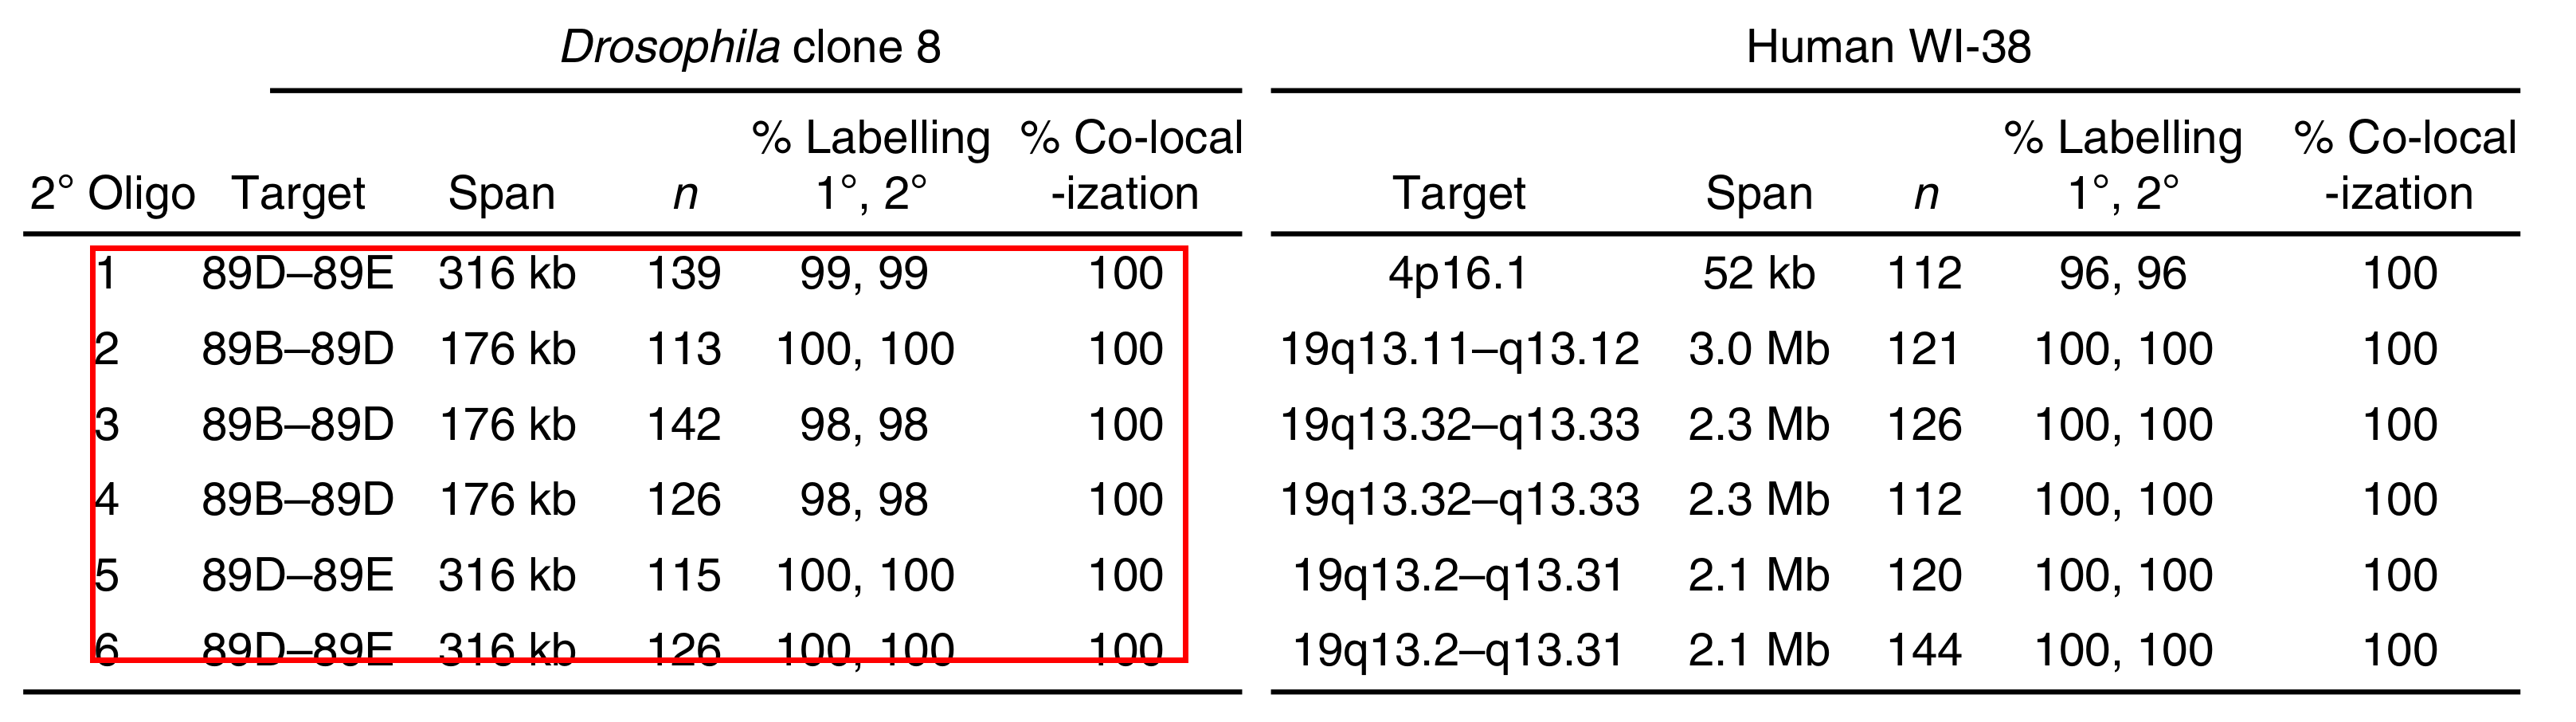 Drosophila clone 8 Human WI-38
% Labelling % Co-local % Labelling % Co-local
2° Oligo Target Span n 1°, 2° -ization Target Span n 1°, 2° -ization
1 89D–89E 316 kb 139 99, 99 100 4p16.1 52 kb 112 96, 96 100
2 89B–89D 176 kb 113 100, 100 100 19q13.11–q13.12 3.0 Mb 121 100, 100 100
3 89B–89D 176 kb 142 98, 98 100 19q13.32–q13.33 2.3 Mb 126 100, 100 100
4 89B–89D 176 kb 126 98, 98 100 19q13.32–q13.33 2.3 Mb 112 100, 100 100
5 89D–89E 316 kb 115 100, 100 100 19q13.2–q13.31 2.1 Mb 120 100, 100 100
6 89D–89E 316 kb 126 100, 100 100 19q13.2–q13.31 2.1 Mb 144 100, 100 100